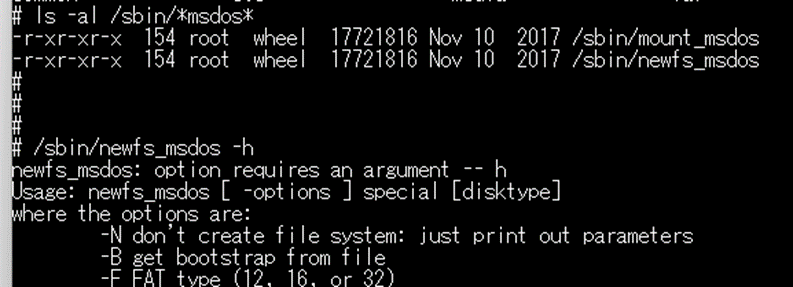 # ls -al /sbin/*msdos*
-r-xr-xr-x  154 root  wheel  17721816 Nov 10  2017 /sbin/mount_msdos
-r-xr-xr-x  154 root  wheel  17721816 Nov 10  2017 /sbin/newfs_msdos
#
#
#
# /sbin/newfs_msdos -h
newfs_msdos: option requires an argument -- h
Usage: newfs_msdos [ -options ] special [disktype]
where the options are:
        -N don't create file system: just print out parameters
        -B get bootstrap from file
        -F FAT type (12, 16, or 32)